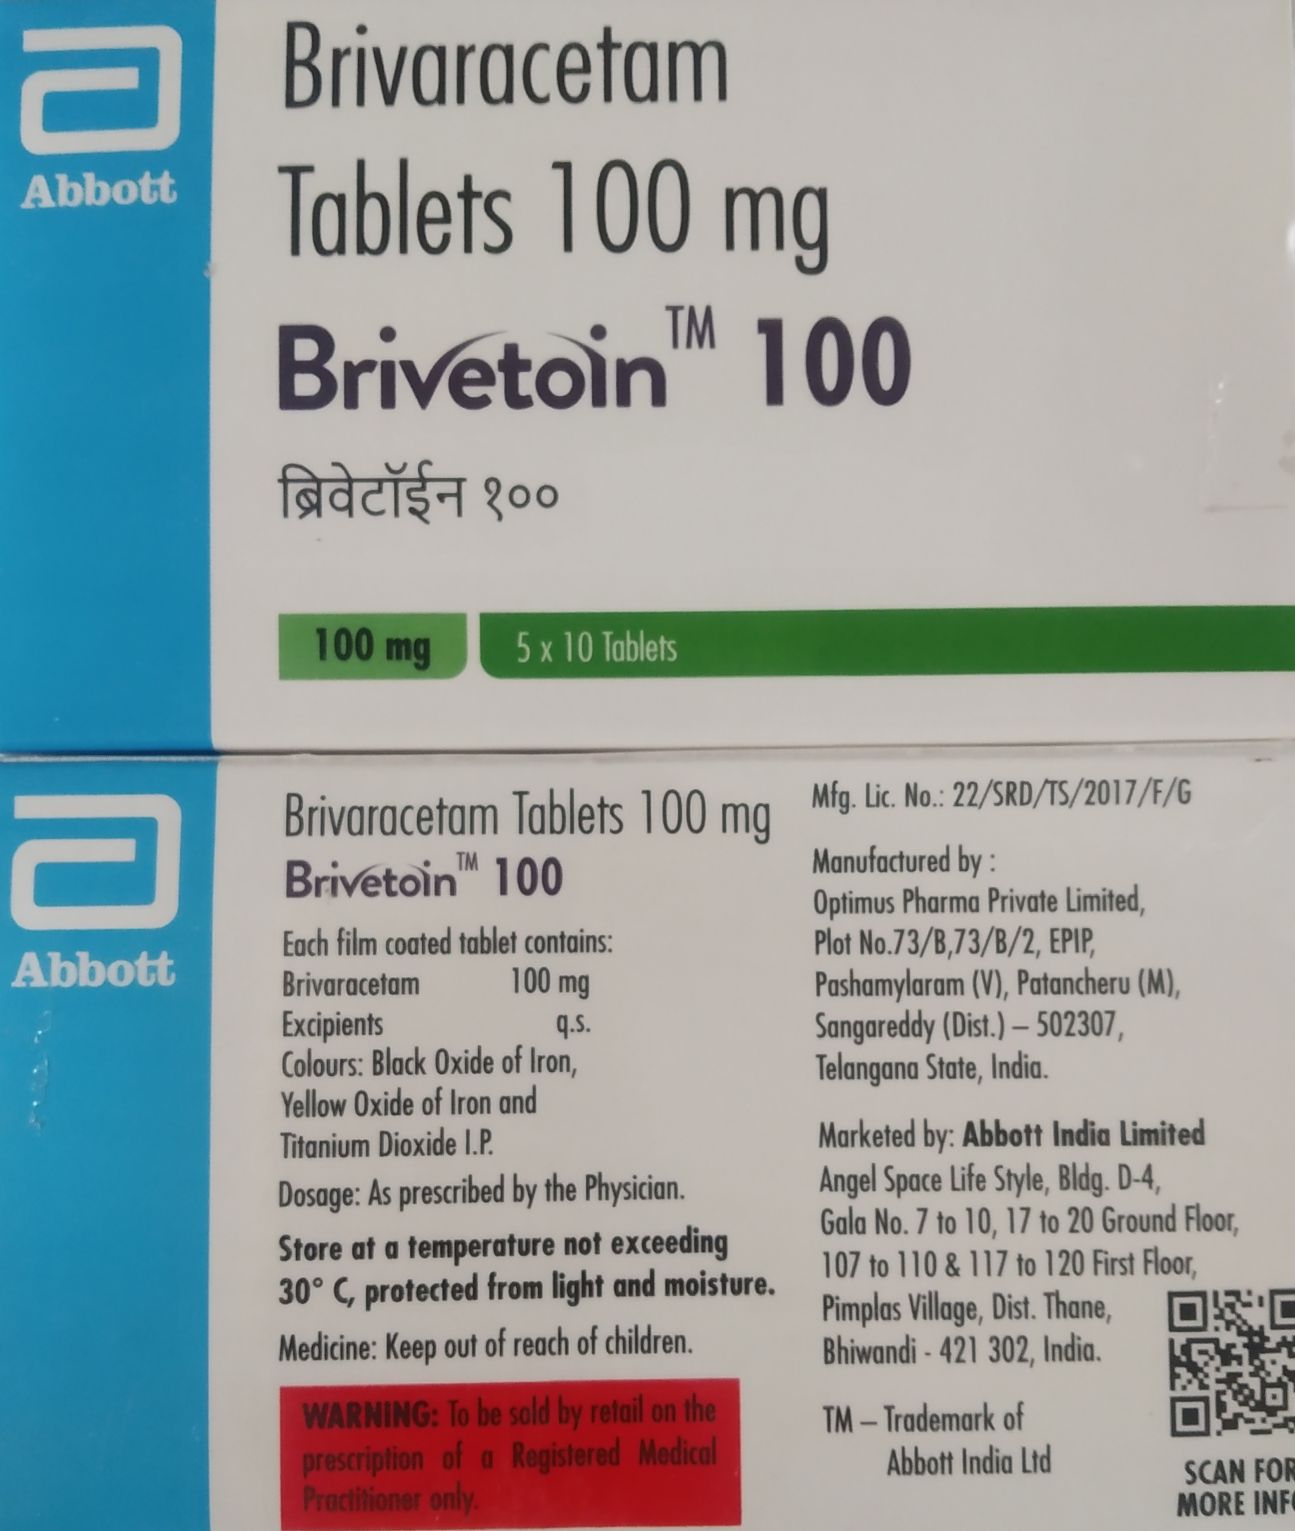 Abbott
Brivaracetam
Tablets 100 mg
Brivetoin™ 100
ब्रिवेटॉईन १००
100 mg
5 x 10 Tablets
Abbott
Brivaracetam Tablets 100 mg
Brivetoin™ 100
Each film coated tablet contains:
Brivaracetam 100 mg
Excipients q.s.
Colours: Black Oxide of Iron,
Yellow Oxide of Iron and
Titanium Dioxide I.P.
Dosage: As prescribed by the Physician.
Store at a temperature not exceeding
30° C, protected from light and moisture.
Medicine: Keep out of reach of children.
WARNING: To be sold by retail on the
prescription of a Registered Medical
Practitioner only.
Mfg. Lic. No.: 22/SRD/TS/2017/F/G
Manufactured by :
Optimus Pharma Private Limited,
Plot No.73/B,73/B/2, EPIP,
Pashamylaram (V), Patancheru (M),
Sangareddy (Dist.) – 502307,
Telangana State, India.
Marketed by: Abbott India Limited
Angel Space Life Style, Bldg. D-4,
Gala No. 7 to 10, 17 to 20 Ground Floor,
107 to 110 & 117 to 120 First Floor,
Pimplas Village, Dist. Thane,
Bhiwandi - 421 302, India.
TM – Trademark of
Abbott India Ltd
SCAN FOR
MORE INF